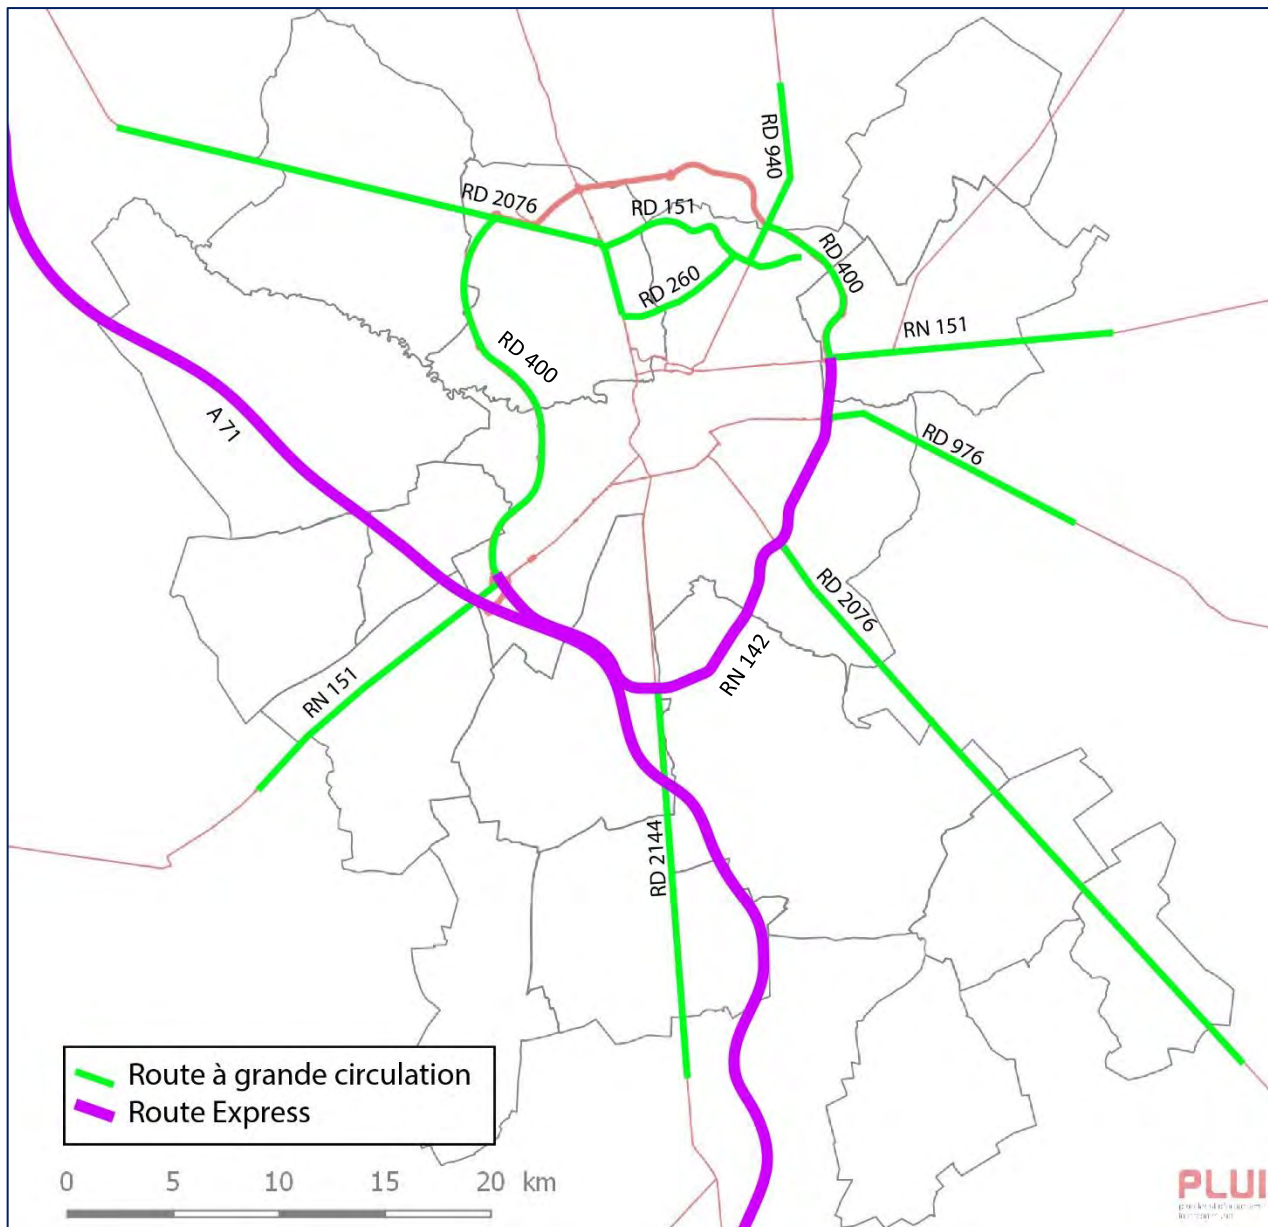 RD 940
RD 2076
RD 151
RD 400
RD 260
RN 151
RD 400
A 71
RD 976
RD 2076
RN 142
RN 151
RD 2144
Route à grande circulation
Route Express
0 5 10 15 20 km
PLUI